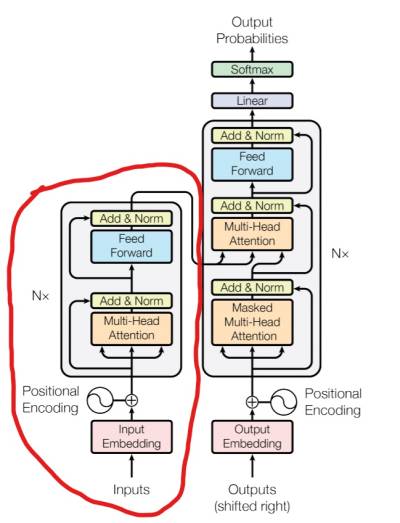 Output
Probabilities
Softmax
Linear
Add & Norm
Feed
Forward
Add & Norm
Multi-Head
Attention
Add & Norm
Masked
Multi-Head
Attention
N×
Positional
Encoding
Output
Embedding
Outputs
(shifted right)
Add & Norm
Feed
Forward
Add & Norm
Multi-Head
Attention
N×
Positional
Encoding
Input
Embedding
Inputs